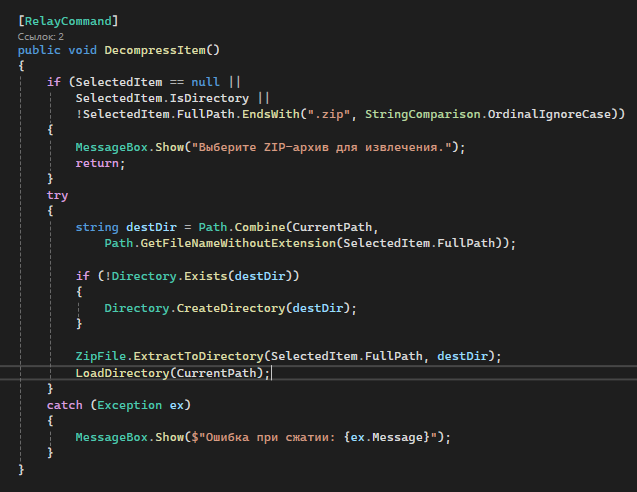 [RelayCommand]
Ссылок: 2
public void DecompressItem()
{
if (SelectedItem == null ||
SelectedItem.IsDirectory ||
!SelectedItem.FullPath.EndsWith(".zip", StringComparison.OrdinalIgnoreCase))
{
MessageBox.Show("Выберите ZIP-архив для извлечения.");
return;
}
try
{
string destDir = Path.Combine(CurrentPath,
Path.GetFileNameWithoutExtension(SelectedItem.FullPath));
if (!Directory.Exists(destDir))
{
Directory.CreateDirectory(destDir);
}
ZipFile.ExtractToDirectory(SelectedItem.FullPath, destDir);
LoadDirectory(CurrentPath);
}
catch (Exception ex)
{
MessageBox.Show($"Ошибка при сжатии: {ex.Message}");
}
}